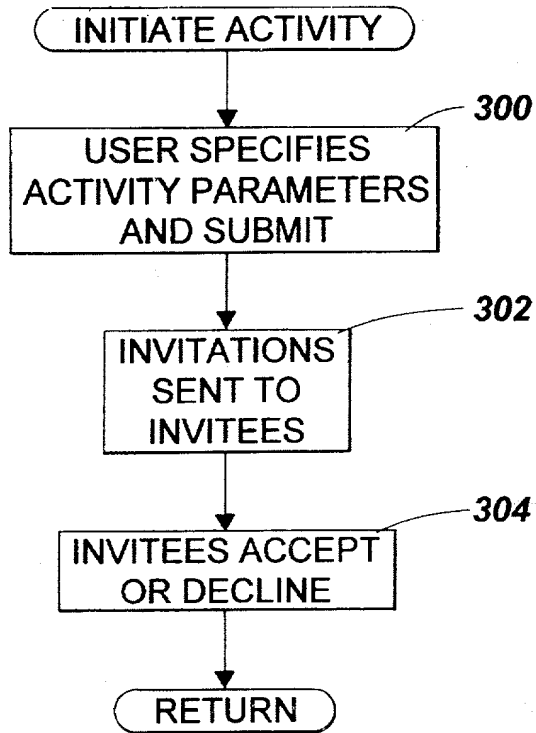 INITIATE ACTIVITY
300
USER SPECIFIES
ACTIVITY PARAMETERS
AND SUBMIT
302
INVITATIONS
SENT TO
INVITEES
304
INVITEES ACCEPT
OR DECLINE
RETURN